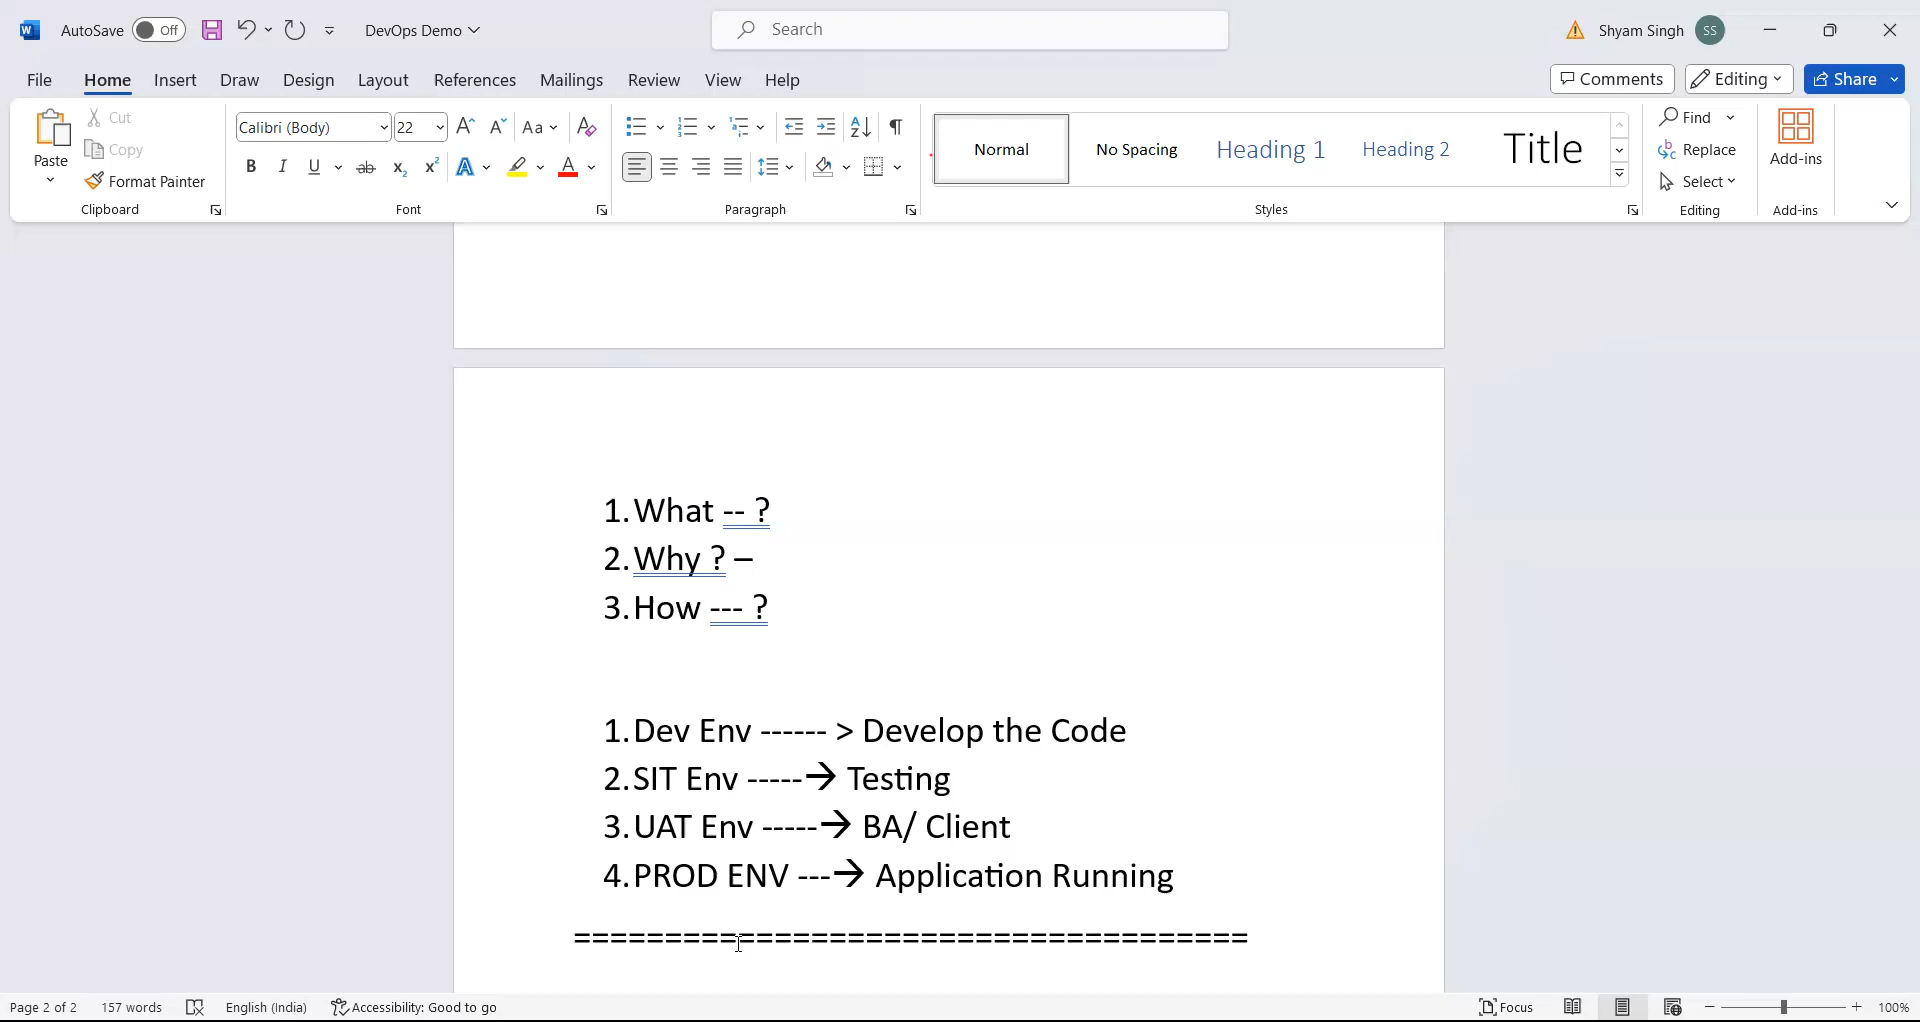 AutoSave Off DevOps Demo Search Shyam Singh SS
File Home Insert Draw Design Layout References Mailings Review View Help Comments Editing Share
Paste Cut Copy Format Painter Clipboard
Calibri (Body) 22 Font
Paragraph
Normal No Spacing Heading 1 Heading 2 Title Styles
Find Replace Select Editing
Add-ins Add-ins
1.What -- ?
2.Why ? –
3.How --- ?
1.Dev Env ------ > Develop the Code
2.SIT Env -----→ Testing
3.UAT Env -----→ BA/ Client
4.PROD ENV ---→ Application Running
=====================================
Page 2 of 2 157 words English (India) Accessibility: Good to go Focus 100%